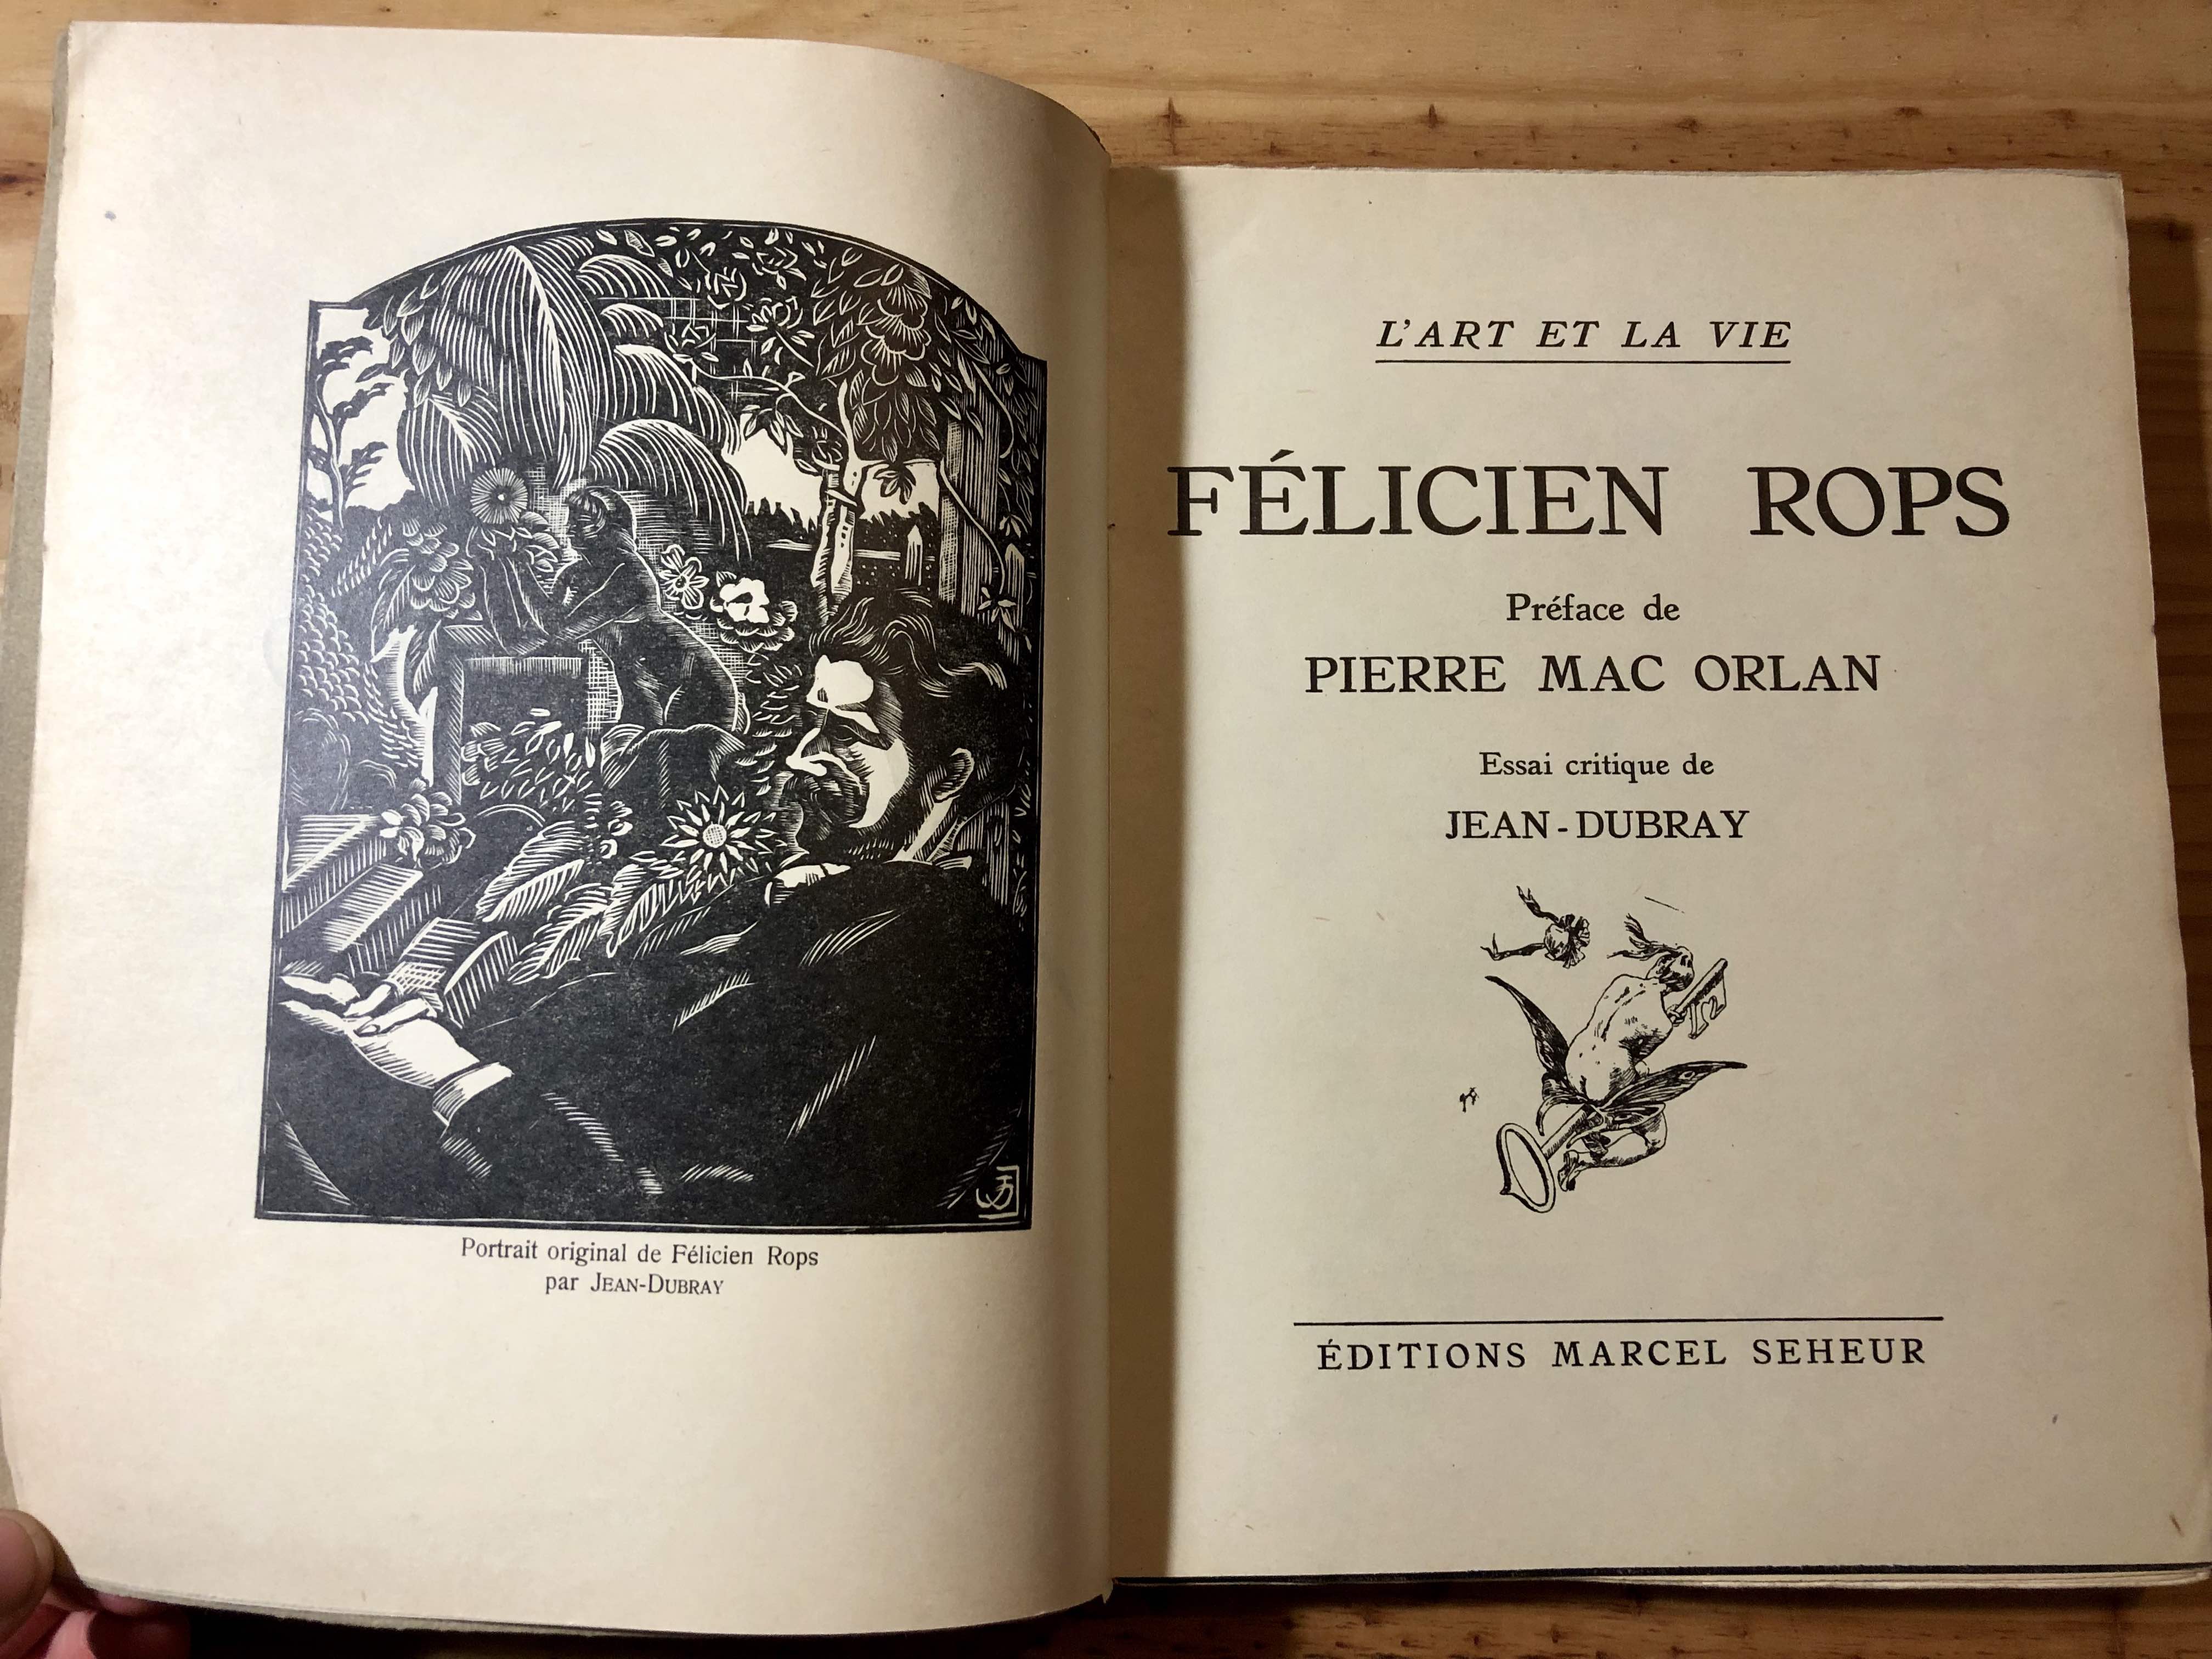 Portrait original de Félicien Rops
par JEAN-DUBRAY
L'ART ET LA VIE
FÉLICIEN ROPS
Préface de
PIERRE MAC ORLAN
Essai critique de
JEAN-DUBRAY
ÉDITIONS MARCEL SEHEUR